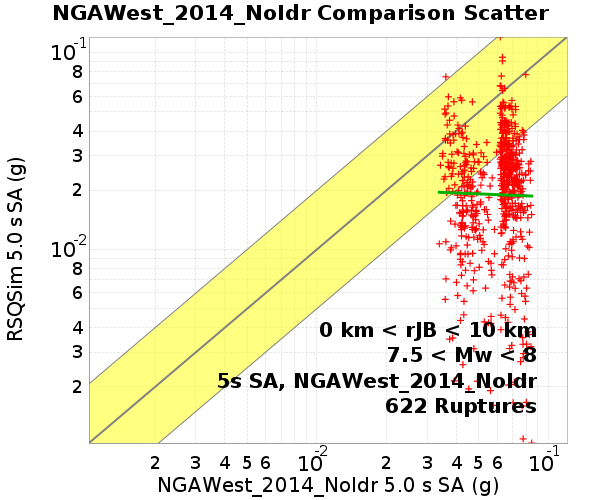 NGAWest_2014_NoIdr Comparison Scatter
10-1
8
6
4
3
2
10-2
8
6
4
3
2
RSQSim 5.0 s SA (g)
0 km < rJB < 10 km
7.5 < Mw < 8
5s SA, NGAWest_2014_NoIdr
622 Ruptures
2 3 4 5 6 10-2 2 3 4 5 6 10-1
NGAWest_2014_NoIdr 5.0 s SA (g)